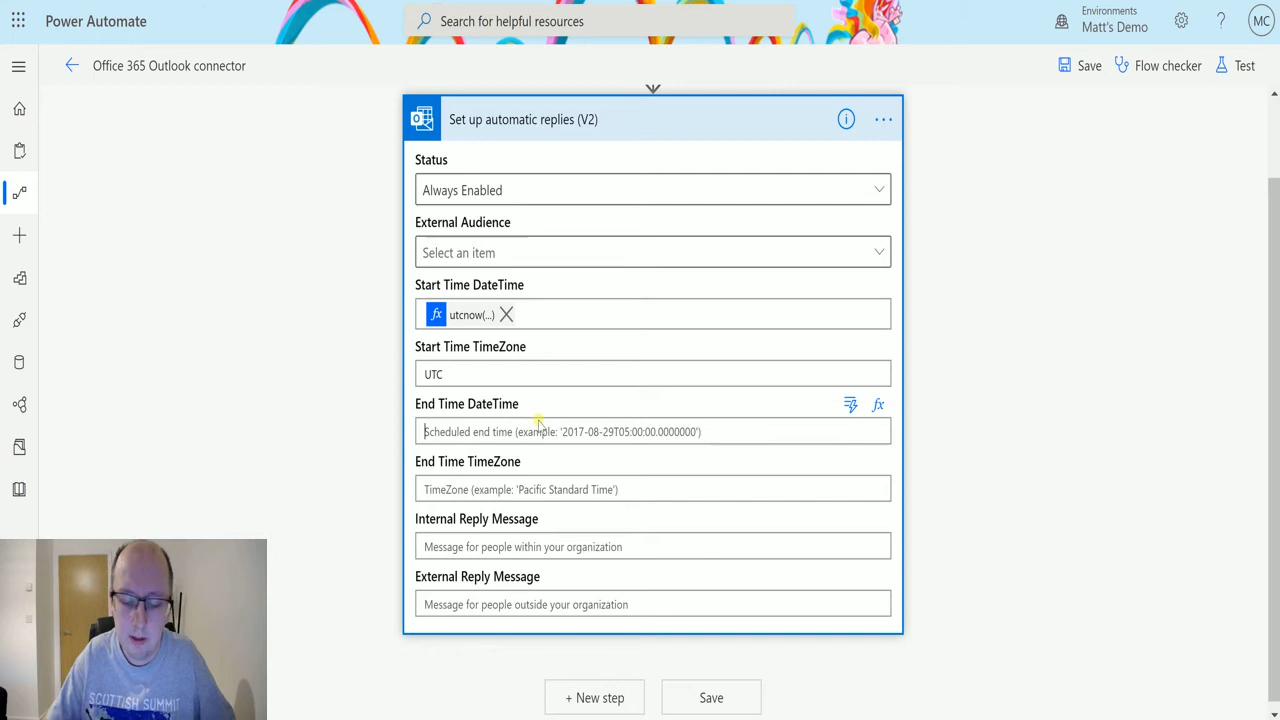 Power Automate
Search for helpful resources
Environments
Matt's Demo
?
MC
Office 365 Outlook connector
Save
Flow checker
Test
Set up automatic replies (V2)
Status
Always Enabled
External Audience
Select an item
Start Time DateTime
fx utcnow(...)
Start Time TimeZone
UTC
End Time DateTime
fx
Scheduled end time (example: '2017-08-29T05:00:00.0000000')
End Time TimeZone
TimeZone (example: 'Pacific Standard Time')
Internal Reply Message
Message for people within your organization
External Reply Message
Message for people outside your organization
+ New step
Save
SCOTTISH SUMMIT